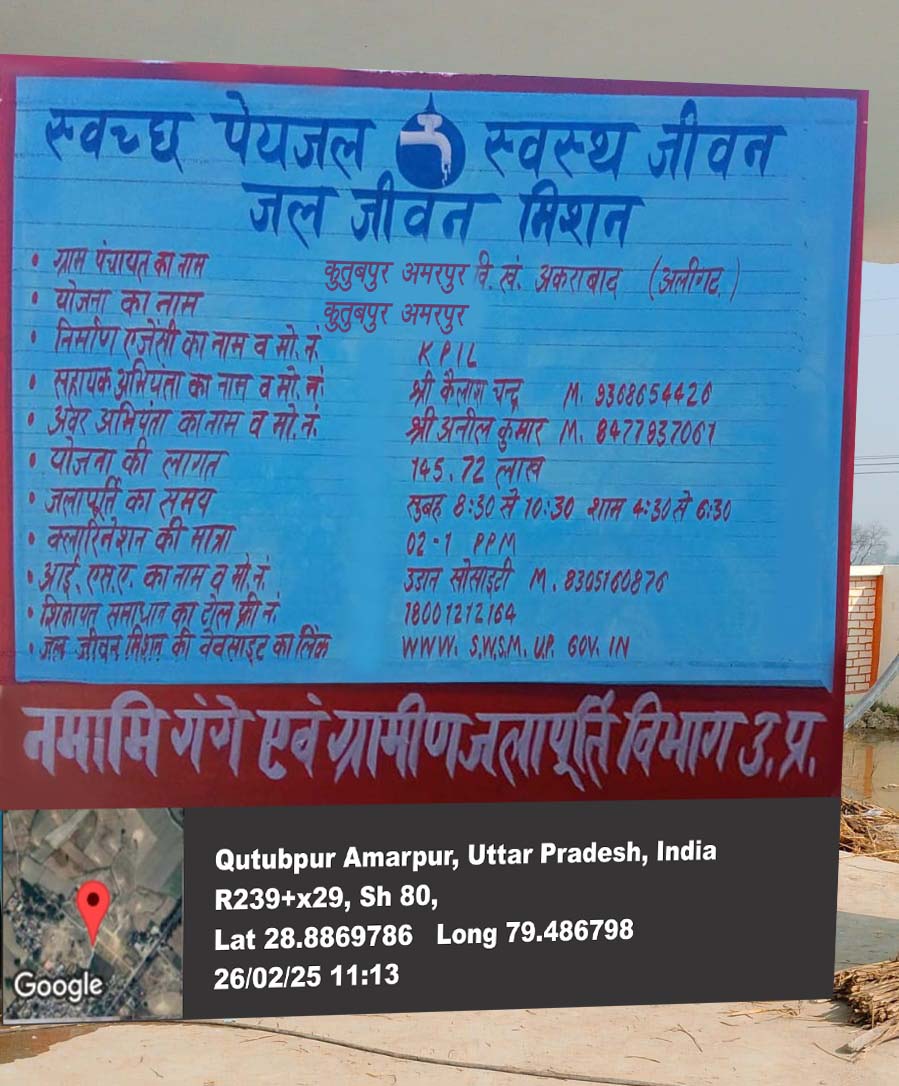 स्वच्छ पेयजल स्वस्थ जीवन
जल जीवन मिशन
• ग्राम पंचायत का नाम कुतुबपुर अमरपुर वि. खं. अकराबाद (अलीगढ़)
• योजना का नाम कुतुबपुर अमरपुर
• निर्माण एजेंसी का नाम व मो. नं. KPIL
• सहायक अभियंता का नाम व मो. नं. श्री कैलाश चन्द्र M. 9368654426
• अवर अभियंता का नाम व मो. नं. श्री अनील कुमार M. 8477937061
• योजना की लागत 145.72 लाख
• जलापूर्ति का समय सुबह 8:30 से 10:30 शाम 4:30 से 6:30
• क्लारिनेशन की मात्रा 02-1 PPM
• आई. एस. ए. का नाम व मो. नं. उडान सोसाइटी M. 8305160876
• शिकायत समाधान का टोल फ्री नं. 18001212164
• जल जीवन मिशन की वेबसाइट का लिंक WWW. S.W.S.M. U.P. GOV. IN
नमामि गंगे एवं ग्रामीण जलापूर्ति विभाग उ. प्र.
Qutubpur Amarpur, Uttar Pradesh, India
R239+x29, Sh 80,
Lat 28.8869786 Long 79.486798
26/02/25 11:13
Google